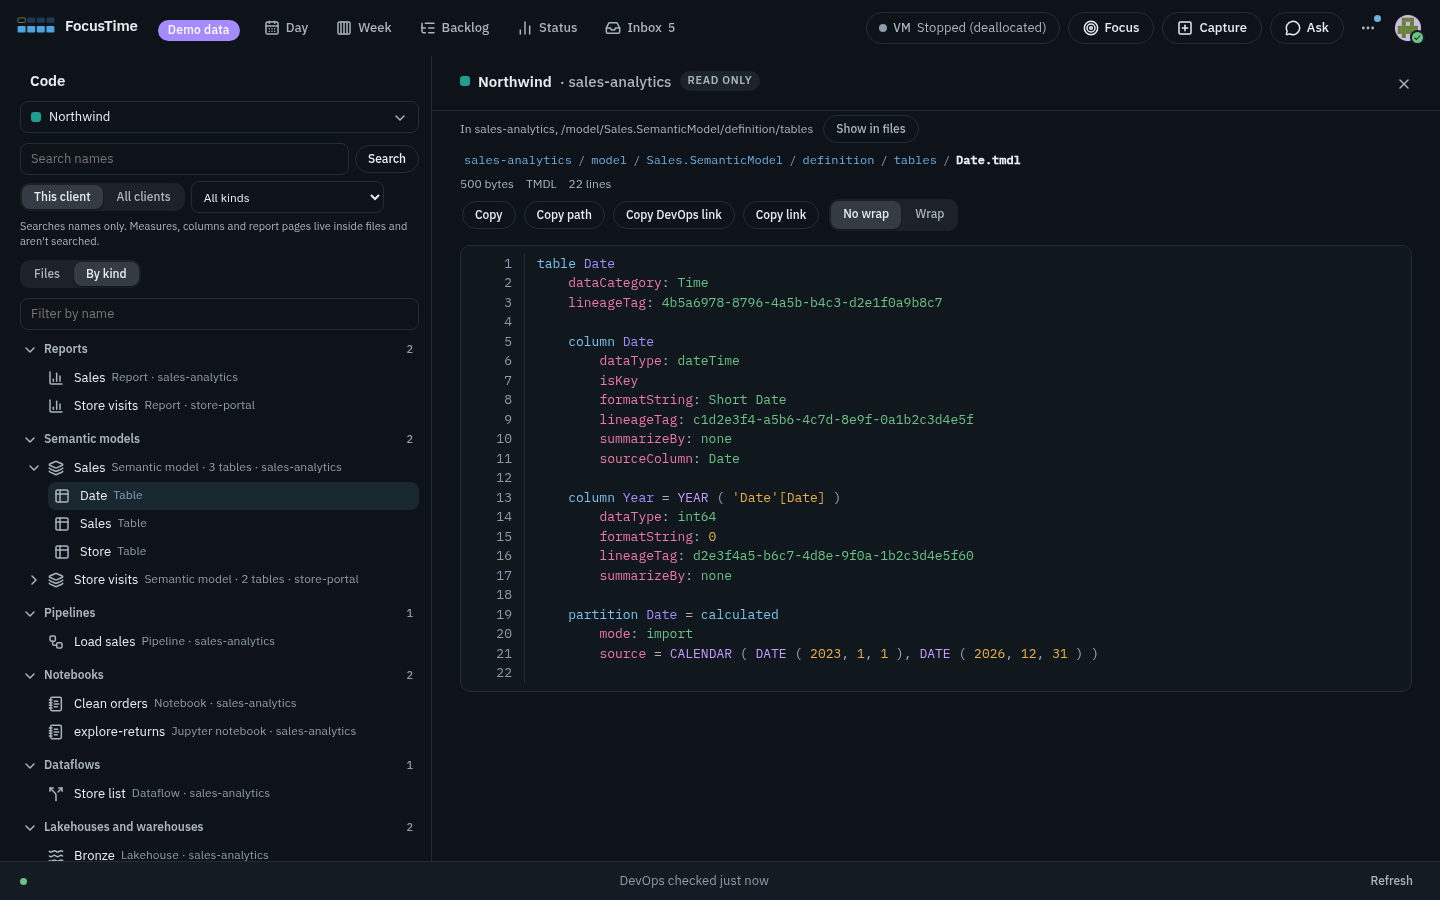 FocusTime
Demo data
Day
Week
Backlog
Status
Inbox 5
VM Stopped (deallocated)
Focus
Capture
Ask
Code
Northwind
Search names
Search
This client
All clients
All kinds
Searches names only. Measures, columns and report pages live inside files and
aren't searched.
Files
By kind
Filter by name
Reports 2
Sales Report · sales-analytics
Store visits Report · store-portal
Semantic models 2
Sales Semantic model · 3 tables · sales-analytics
Date Table
Sales Table
Store Table
Store visits Semantic model · 2 tables · store-portal
Pipelines 1
Load sales Pipeline · sales-analytics
Notebooks 2
Clean orders Notebook · sales-analytics
explore-returns Jupyter notebook · sales-analytics
Dataflows 1
Store list Dataflow · sales-analytics
Lakehouses and warehouses 2
Bronze Lakehouse · sales-analytics
Northwind · sales-analytics READ ONLY
In sales-analytics, /model/Sales.SemanticModel/definition/tables
Show in files
sales-analytics / model / Sales.SemanticModel / definition / tables / Date.tmdl
500 bytes TMDL 22 lines
Copy
Copy path
Copy DevOps link
Copy link
No wrap
Wrap
1 table Date
2 dataCategory: Time
3 lineageTag: 4b5a6978-8796-4a5b-b4c3-d2e1f0a9b8c7
4
5 column Date
6 dataType: dateTime
7 isKey
8 formatString: Short Date
9 lineageTag: c1d2e3f4-a5b6-4c7d-8e9f-0a1b2c3d4e5f
10 summarizeBy: none
11 sourceColumn: Date
12
13 column Year = YEAR ( 'Date'[Date] )
14 dataType: int64
15 formatString: 0
16 lineageTag: d2e3f4a5-b6c7-4d8e-9f0a-1b2c3d4e5f60
17 summarizeBy: none
18
19 partition Date = calculated
20 mode: import
21 source = CALENDAR ( DATE ( 2023, 1, 1 ), DATE ( 2026, 12, 31 ) )
22
DevOps checked just now
Refresh